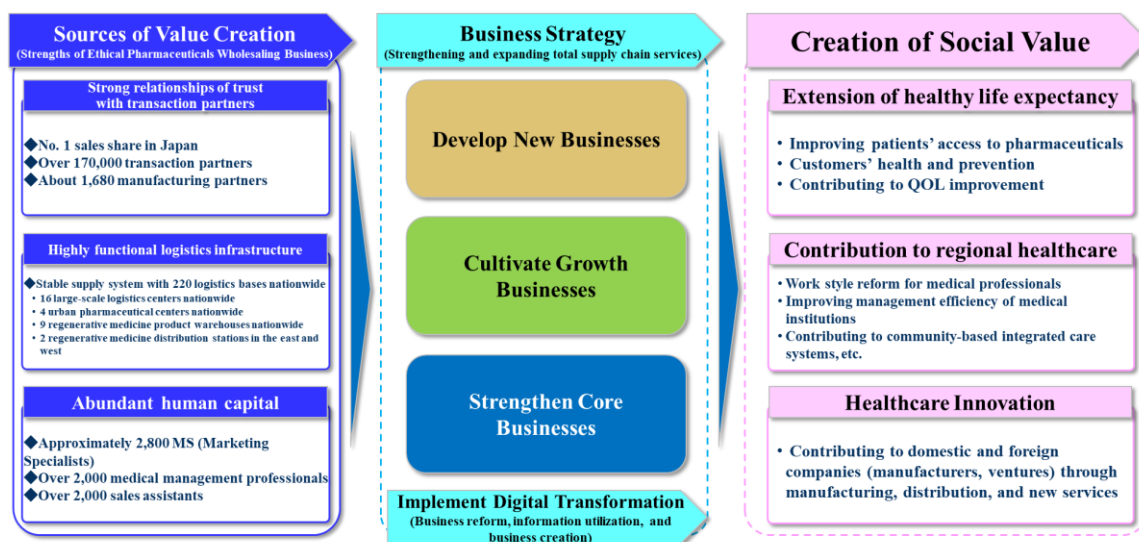 Sources of Value Creation
(Strengths of Ethical Pharmaceuticals Wholesaling Business)
Strong relationships of trust
with transaction partners
◆No. 1 sales share in Japan
◆Over 170,000 transaction partners
◆About 1,680 manufacturing partners
Highly functional logistics infrastructure
◆Stable supply system with 220 logistics bases nationwide
• 16 large-scale logistics centers nationwide
• 4 urban pharmaceutical centers nationwide
• 9 regenerative medicine product warehouses nationwide
• 2 regenerative medicine distribution stations in the east and
west
Abundant human capital
◆Approximately 2,800 MS (Marketing
Specialists)
◆Over 2,000 medical management professionals
◆Over 2,000 sales assistants
Business Strategy
(Strengthening and expanding total supply chain services)
Develop New Businesses
Cultivate Growth
Businesses
Strengthen Core
Businesses
Implement Digital Transformation
(Business reform, information utilization, and
business creation)
Creation of Social Value
Extension of healthy life expectancy
• Improving patients’ access to pharmaceuticals
• Customers’ health and prevention
• Contributing to QOL improvement
Contribution to regional healthcare
• Work style reform for medical professionals
• Improving management efficiency of medical
institutions
• Contributing to community-based integrated care
systems, etc.
Healthcare Innovation
• Contributing to domestic and foreign
companies (manufacturers, ventures) through
manufacturing, distribution, and new services